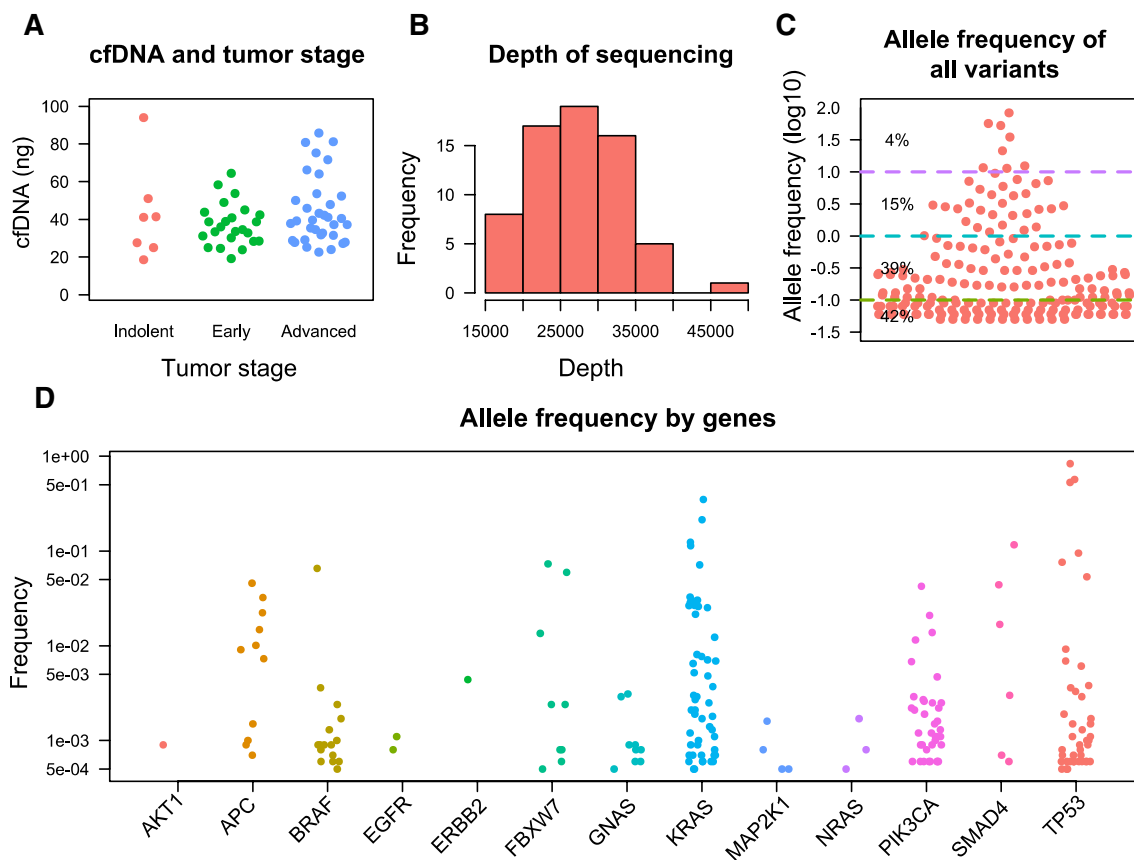 A
cfDNA and tumor stage
cfDNA (ng)
100
80
60
40
20
0
Indolent Early Advanced
Tumor stage
B
Depth of sequencing
Frequency
15
10
5
0
15000 25000 35000 45000
Depth
C
Allele frequency of
all variants
Allele frequency (log10)
2.0
1.5
1.0
0.5
0.0
-0.5
-1.0
-1.5
4%
15%
39%
42%
D
Allele frequency by genes
Frequency
1e+00
5e-01
1e-01
5e-02
1e-02
5e-03
1e-03
5e-04
AKT1 APC BRAF EGFR ERBB2 FBXW7 GNAS KRAS MAP2K1 NRAS PIK3CA SMAD4 TP53